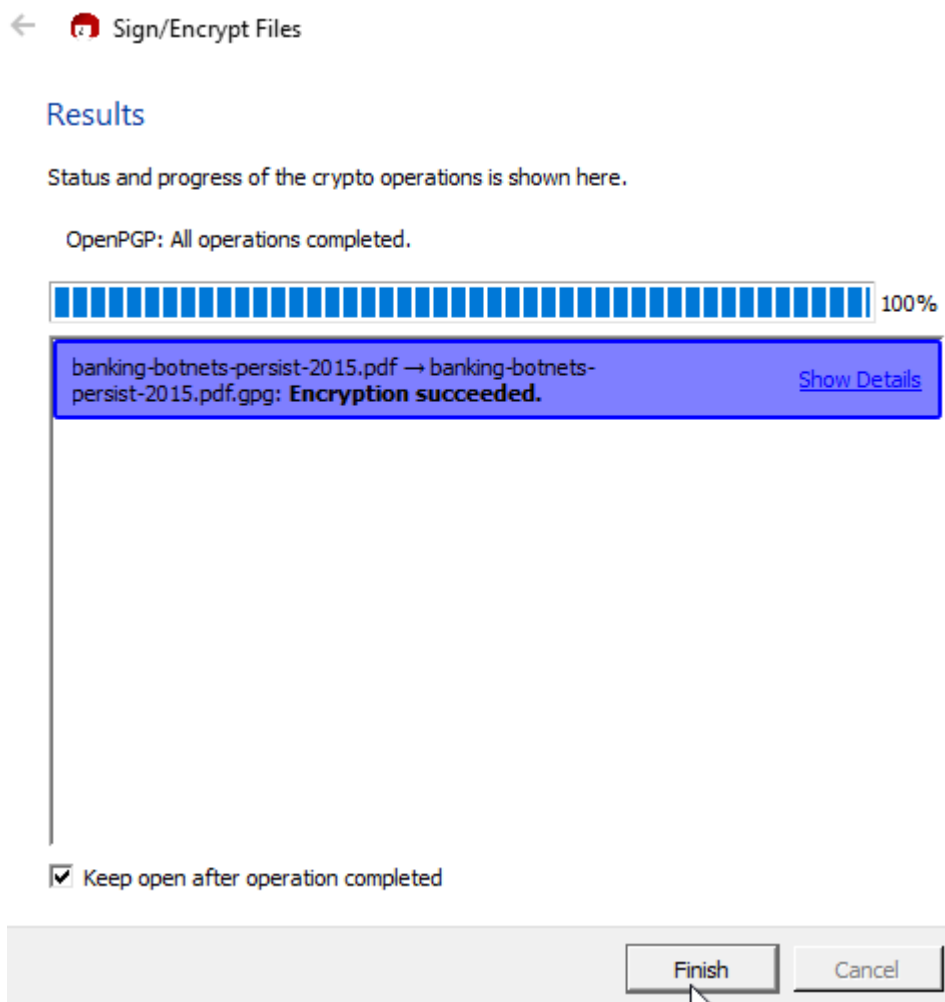 Sign/Encrypt Files
Results
Status and progress of the crypto operations is shown here.
OpenPGP: All operations completed.
100%
banking-botnets-persist-2015.pdf → banking-botnets-
persist-2015.pdf.gpg: Encryption succeeded.
Show Details
Keep open after operation completed
Finish
Cancel